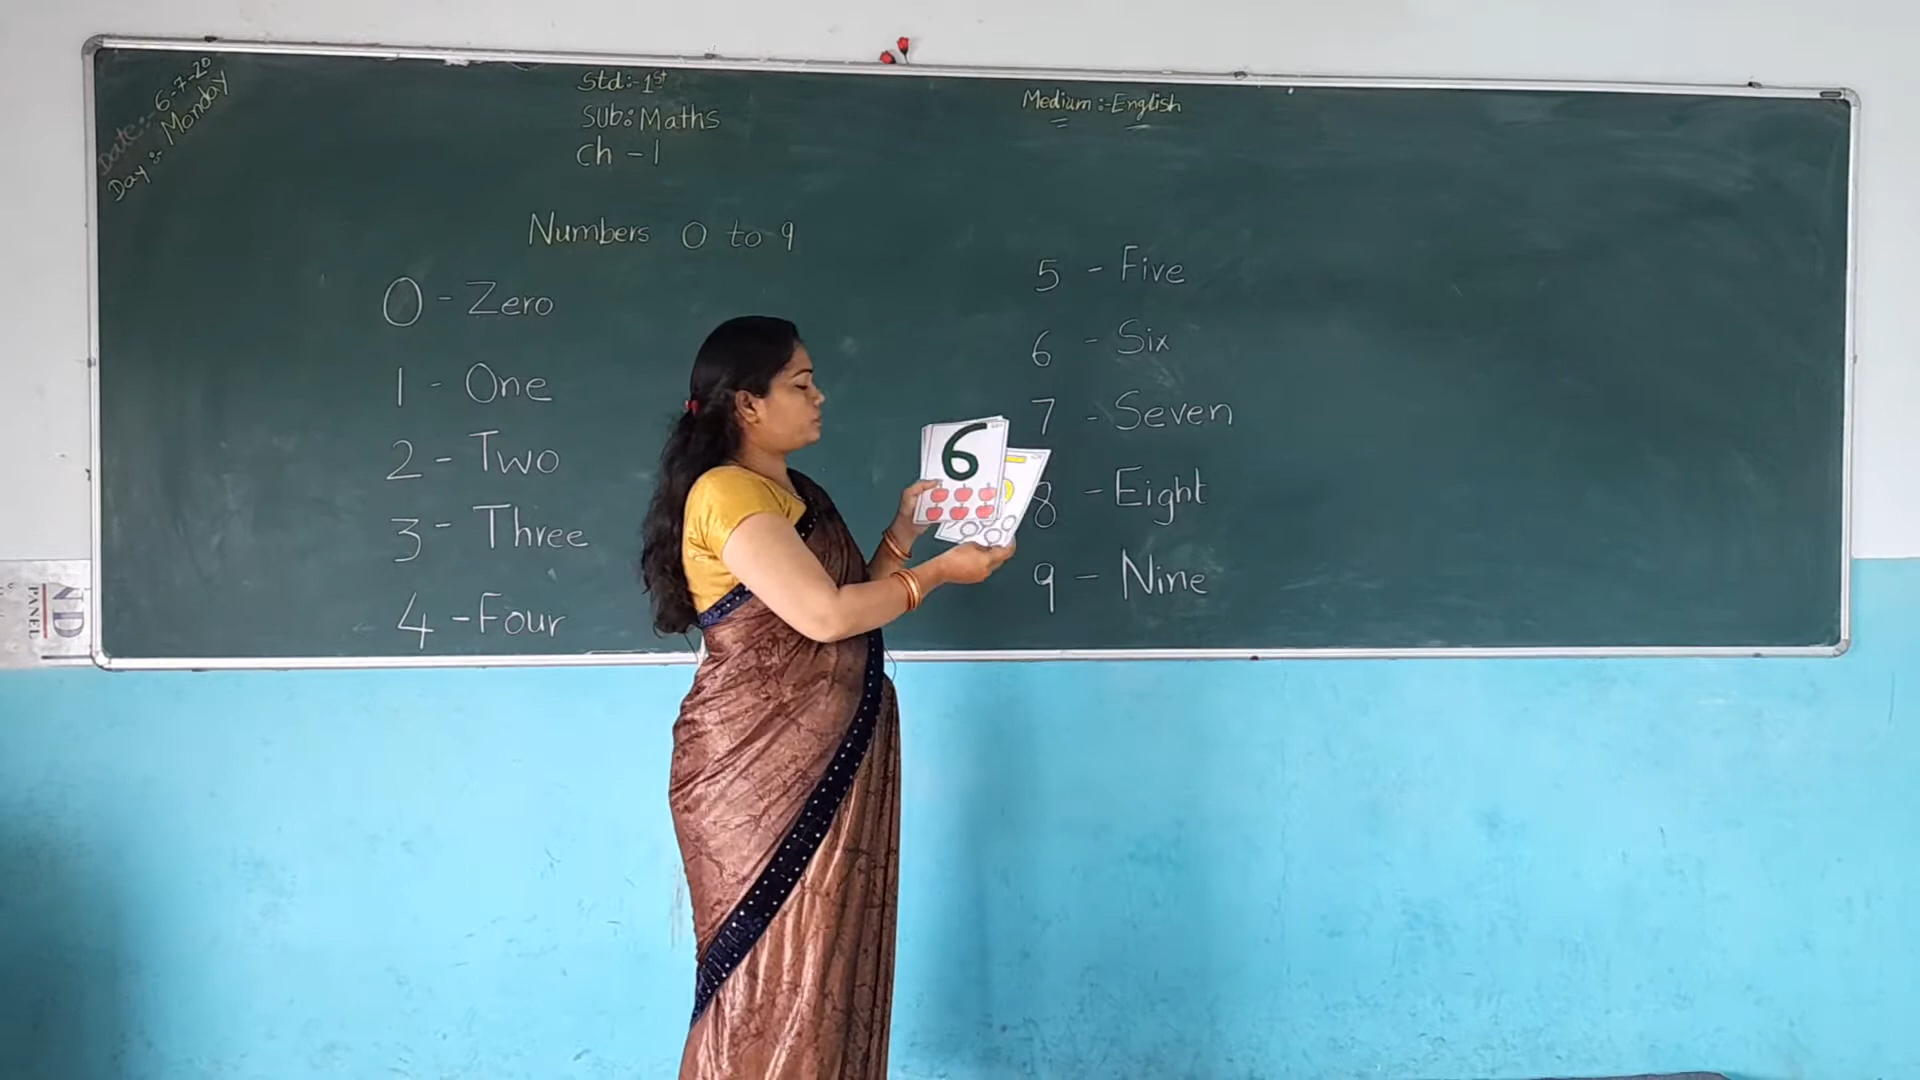 Date:- 6-7-20
Day:- Monday
Std:-1st
Sub: Maths
Ch - 1
Medium:-English
Numbers 0 to 9
0 - Zero
1 - One
2 - Two
3 - Three
4 - Four
5 - Five
6 - Six
7 - Seven
8 - Eight
9 - Nine
6
ND
PANEL